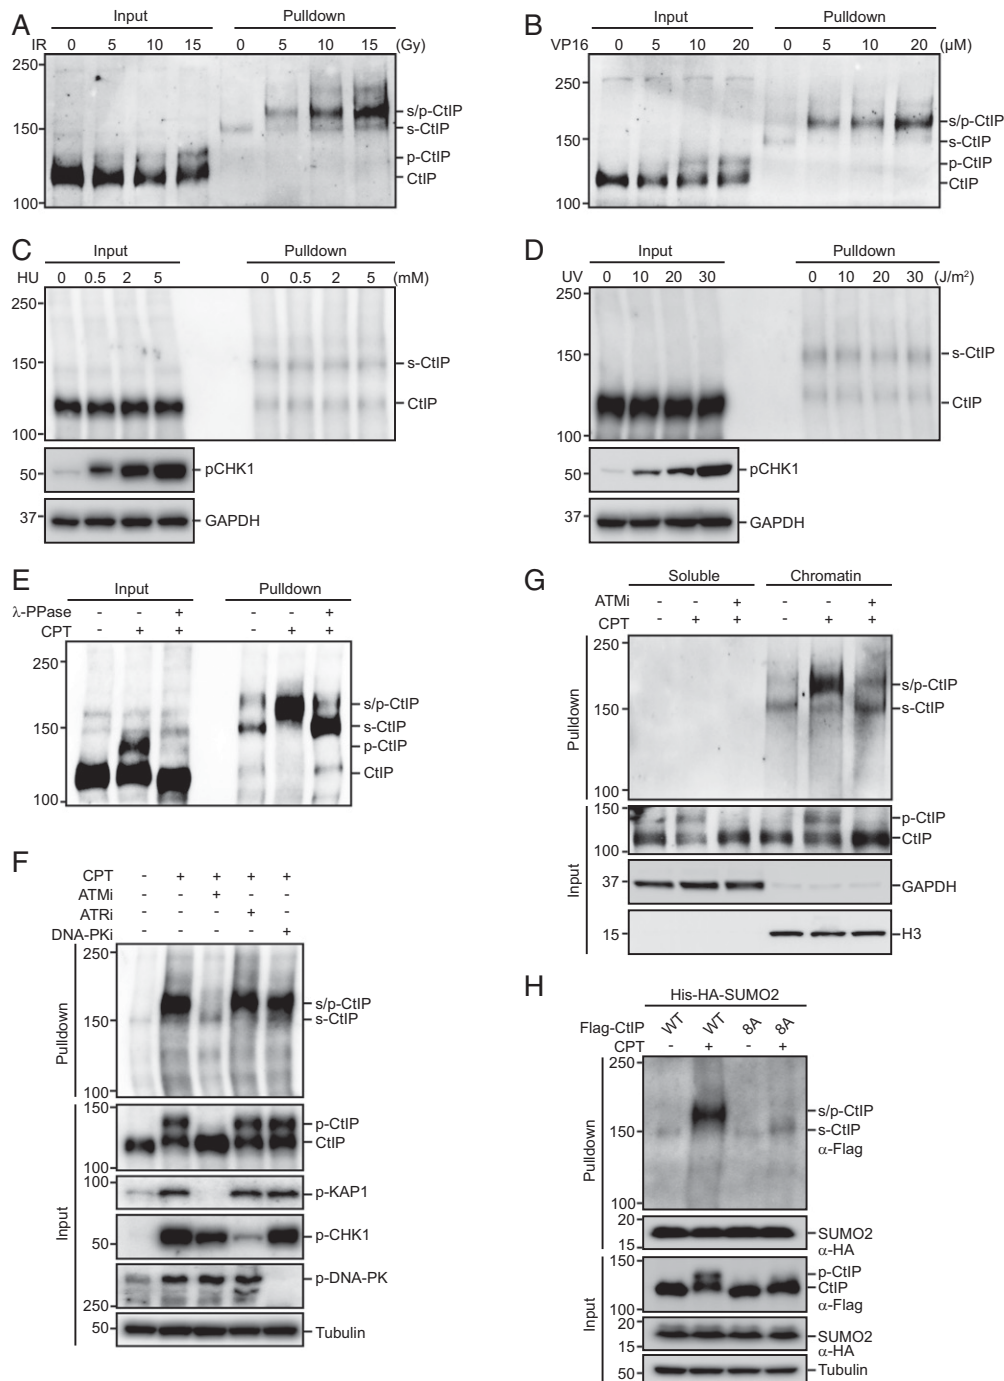 A
Input Pulldown
IR 0 5 10 15 0 5 10 15 (Gy)
250
150
100
s/p-CtIP
s-CtIP
p-CtIP
CtIP
B
Input Pulldown
VP16 0 5 10 20 0 5 10 20 (µM)
250
150
100
s/p-CtIP
s-CtIP
p-CtIP
CtIP
C
Input Pulldown
HU 0 0.5 2 5 0 0.5 2 5 (mM)
250
150
100
s-CtIP
CtIP
50
pCHK1
37
GAPDH
D
Input Pulldown
UV 0 10 20 30 0 10 20 30 (J/m²)
250
150
100
s-CtIP
CtIP
50
pCHK1
37
GAPDH
E
Input Pulldown
λ-PPase - - + - - +
CPT - + + - + +
250
150
100
s/p-CtIP
s-CtIP
p-CtIP
CtIP
F
CPT - + + + +
ATMi - - + - -
ATRi - - - + -
DNA-PKi - - - - +
Pulldown
250
150
100
s/p-CtIP
s-CtIP
Input
150
100
p-CtIP
CtIP
100
p-KAP1
50
p-CHK1
p-DNA-PK
250
50
Tubulin
G
Soluble Chromatin
ATMi - - + - - +
CPT - + + - + +
Pulldown
250
150
100
s/p-CtIP
s-CtIP
Input
150
100
p-CtIP
CtIP
37
GAPDH
15
H3
H
His-HA-SUMO2
Flag-CtIP WT WT 8A 8A
CPT - + - +
Pulldown
250
150
100
s/p-CtIP
s-CtIP
α-Flag
20
15
SUMO2
α-HA
Input
150
100
p-CtIP
CtIP
α-Flag
20
15
SUMO2
α-HA
50
Tubulin